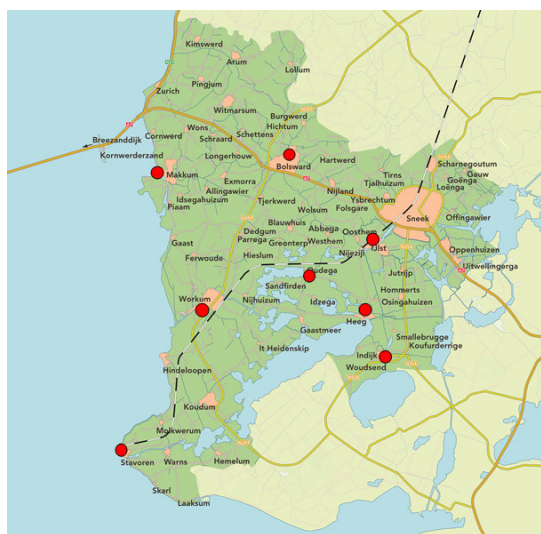 Kimswerd
Arum
Lollum
Pingjum
Zurich
Witmarsum
Burgwerd
Hichtum
Wons
Schettens
Cornwerd
Schraard
Breezanddijk
Kornwerderzand
Longerhouw
Bolsward
Hartwerd
Scharnegoutum
Makkum
Exmorra
Tirns
Tjalhuizum
Gauw
Goënga
Loënga
Allingawier
Nijland
Idsegahuizum
Piaam
Tjerkwerd
Wolsum
Ysbrechtum
Folsgare
Sneek
Offingawier
Blauwhuis
Abbega
Oosthem
Dedgum
Parrega
Gaast
Greonterp
Westhem
Nijezijl
IJlst
Oppenhuizen
Hieslum
Ferwoude
Uitwellingerga
Oudega
Jutrijp
Sandfirden
Hommerts
Workum
Nijhuizum
Idzega
Osingahuizen
Heeg
Gaastmeer
Smallebrugge
Koufurderrige
It Heidenskip
Indijk
Woudsend
Hindeloopen
Koudum
Molkwerum
Stavoren
Warns
Hemelum
Skarl
Laaksum